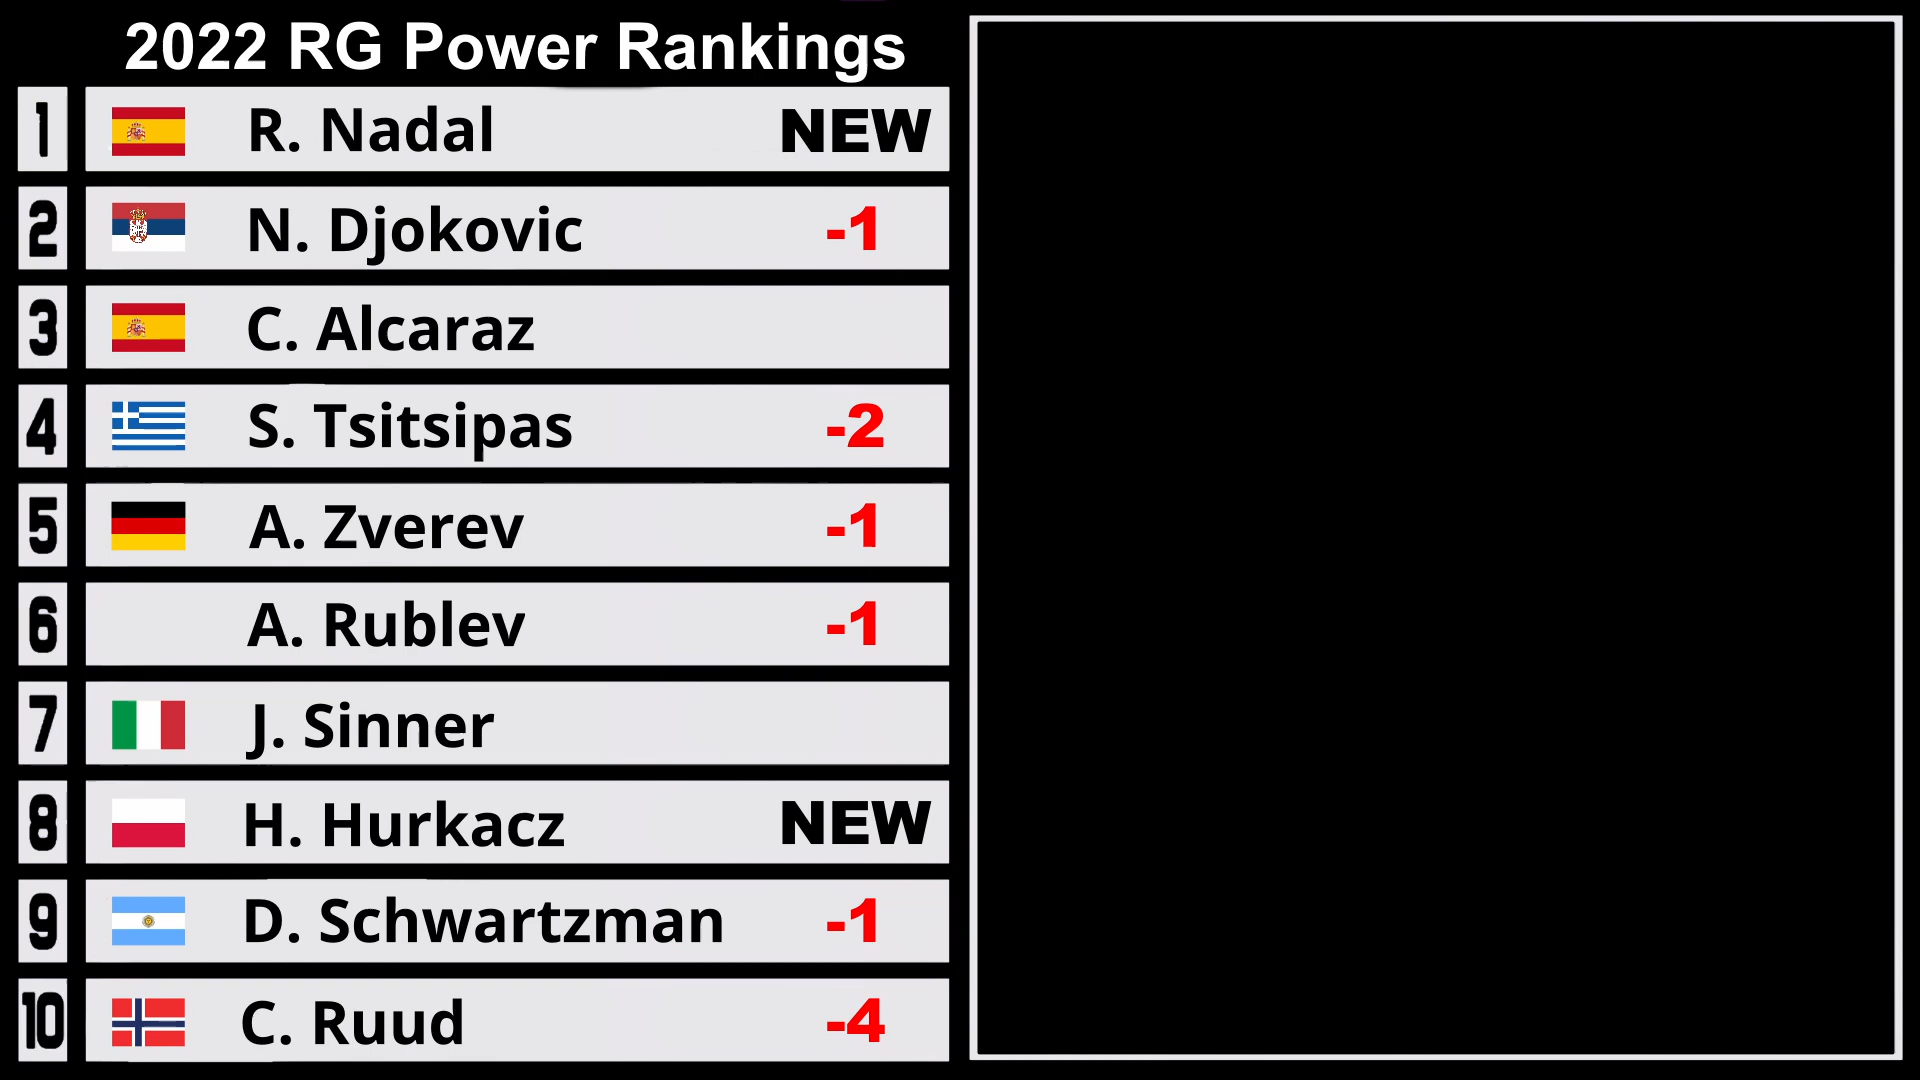 2022 RG Power Rankings
1 R. Nadal NEW
2 N. Djokovic -1
3 C. Alcaraz
4 S. Tsitsipas -2
5 A. Zverev -1
6 A. Rublev -1
7 J. Sinner
8 H. Hurkacz NEW
9 D. Schwartzman -1
10 C. Ruud -4